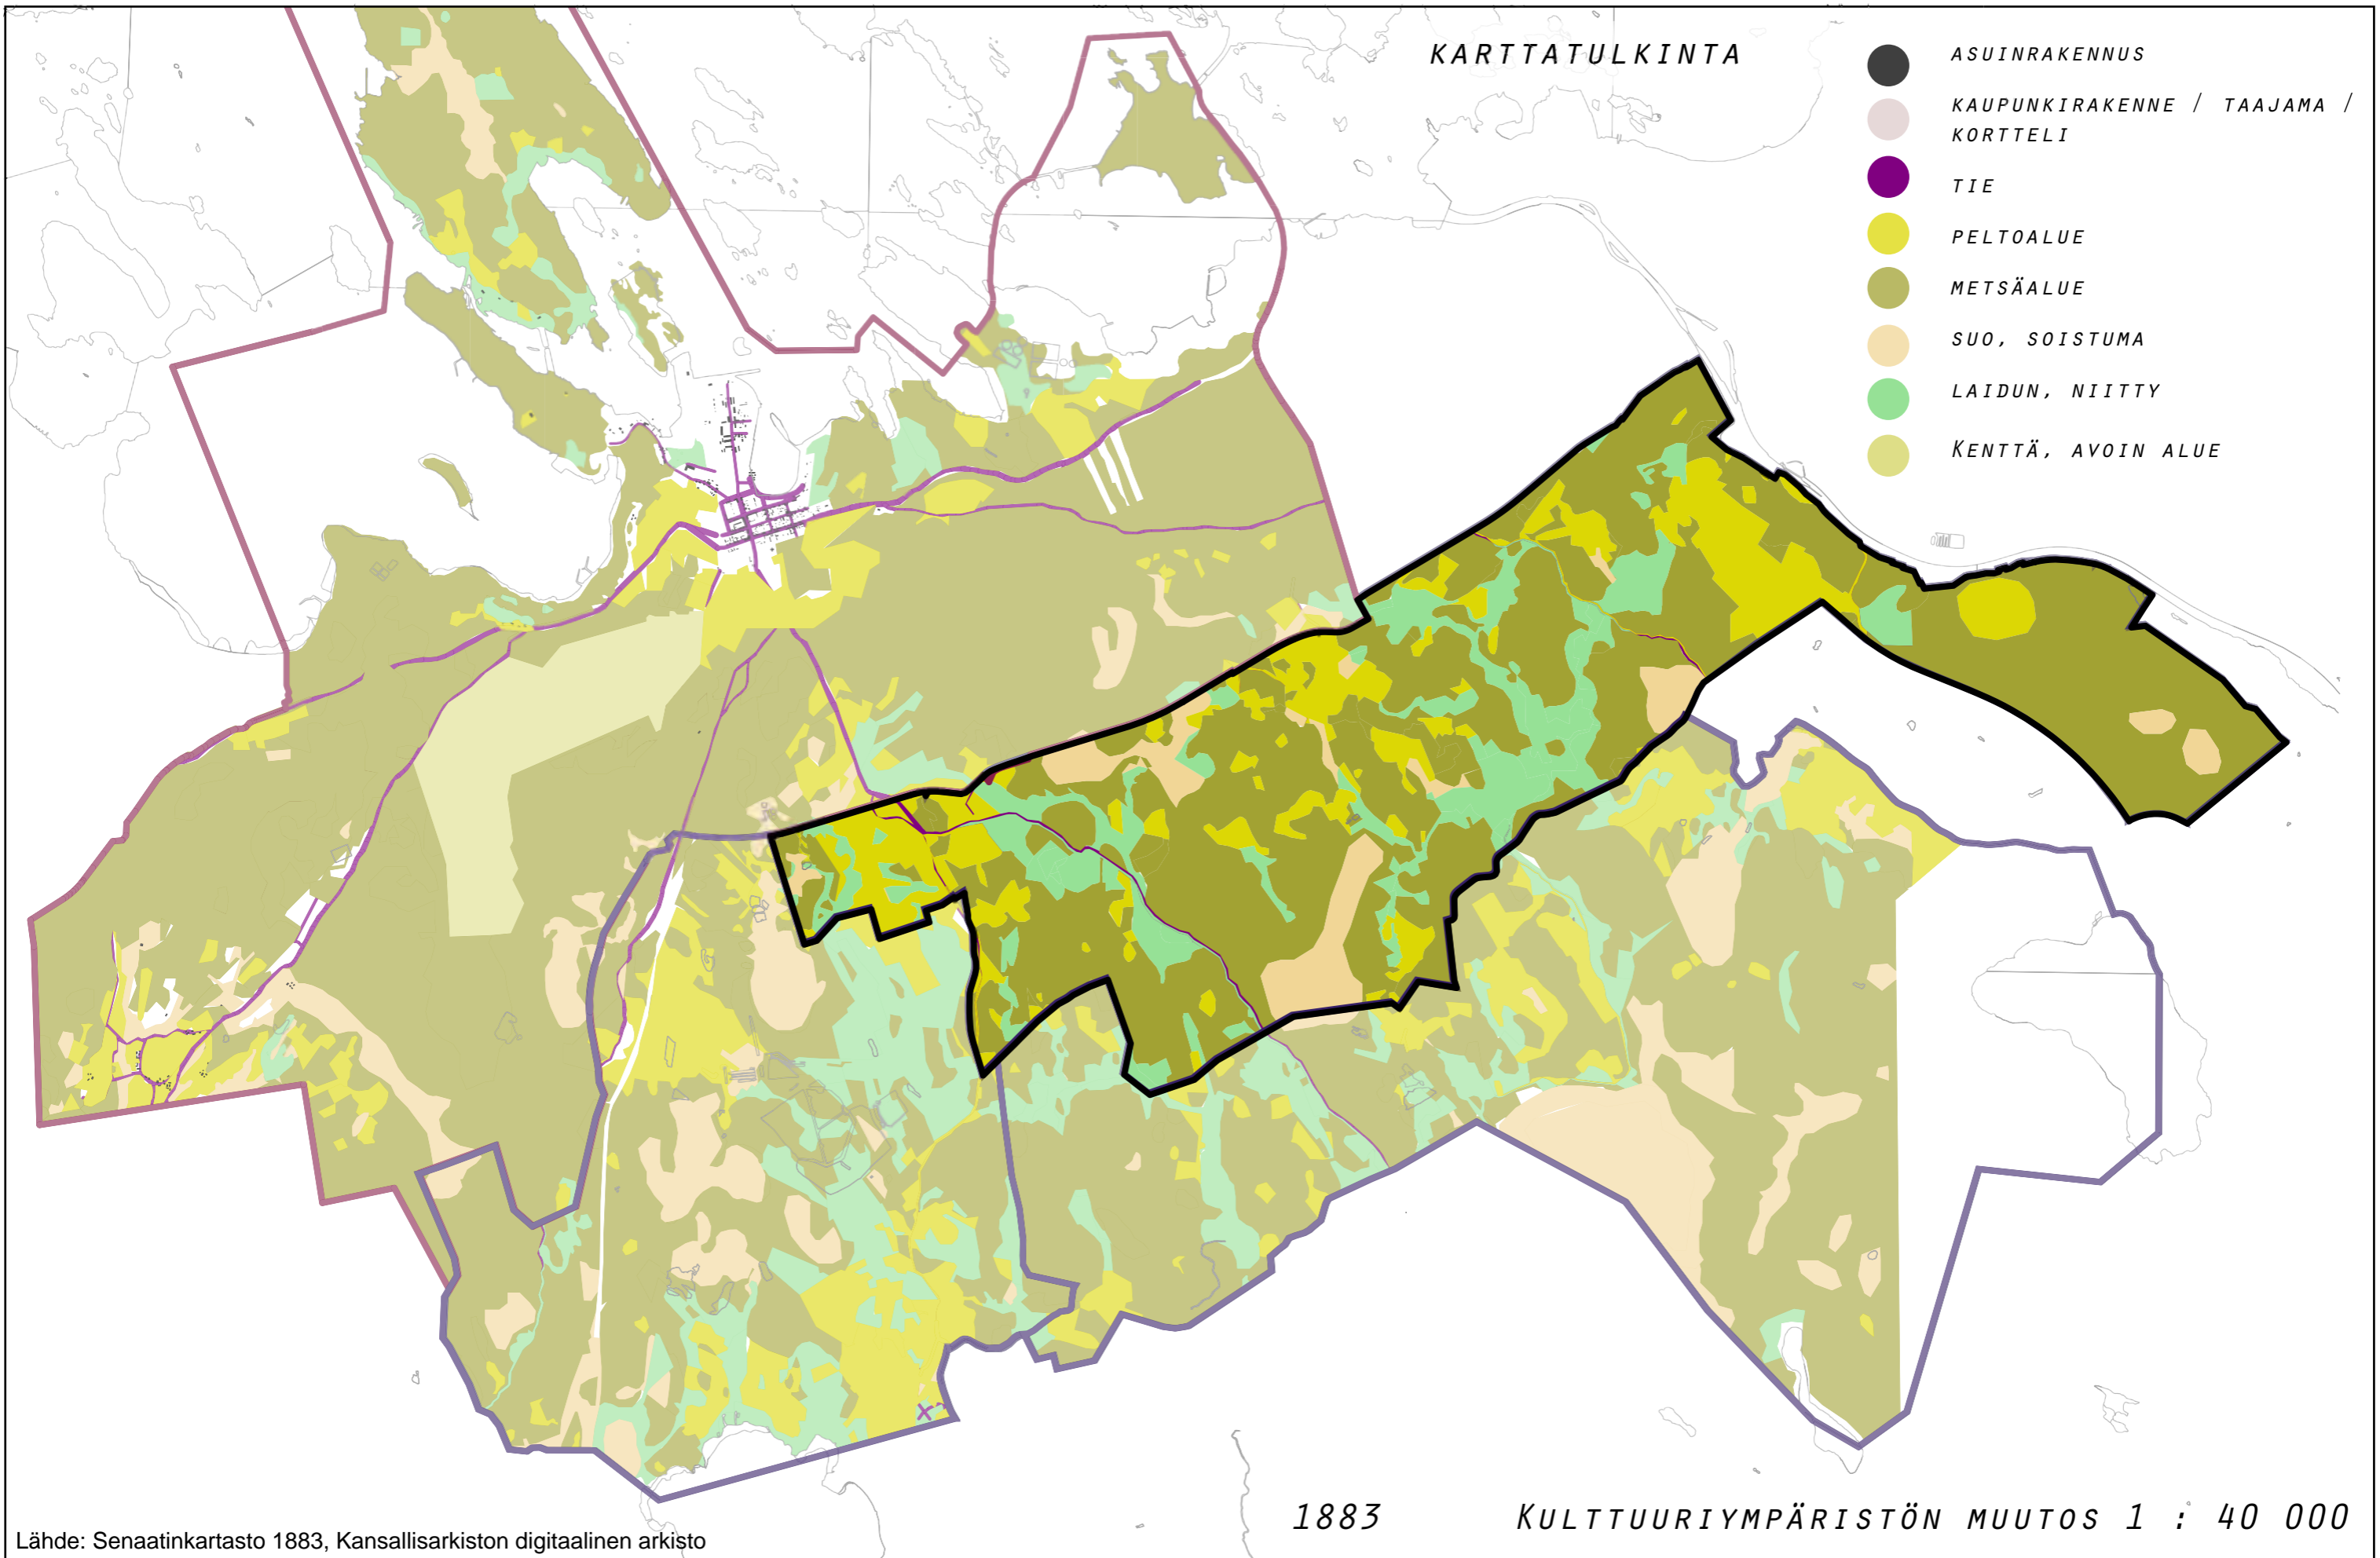 KARTTATULKINTA
ASUINRAKENNUS
KAUPUNKIRAKENNE / TAAJAMA /
KORTTELI
TIE
PELTOALUE
METSÄALUE
SUO, SOISTUMA
LAIDUN, NIITTY
KENTTÄ, AVOIN ALUE
1883 KULTTUURIYMPÄRISTÖN MUUTOS 1 : 40 000
Lähde: Senaatinkartasto 1883, Kansallisarkiston digitaalinen arkisto